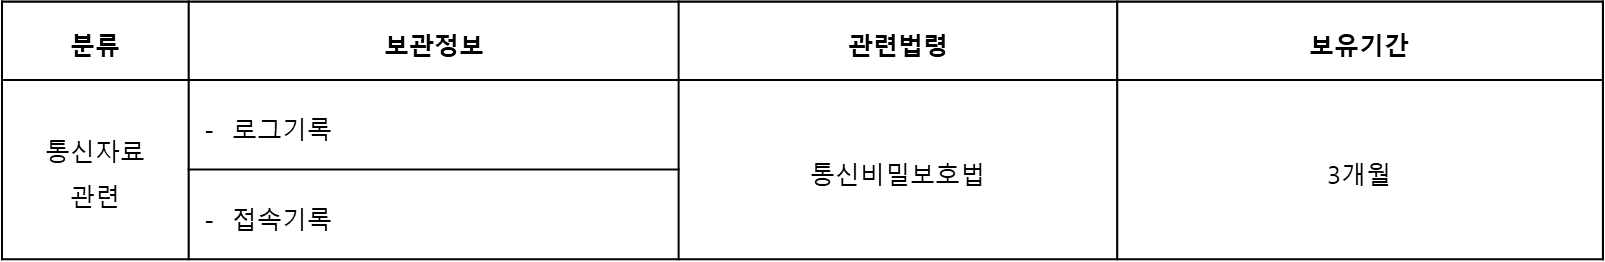 분류 보관정보 관련법령 보유기간
통신자료
관련
- 로그기록
- 접속기록
통신비밀보호법
3개월